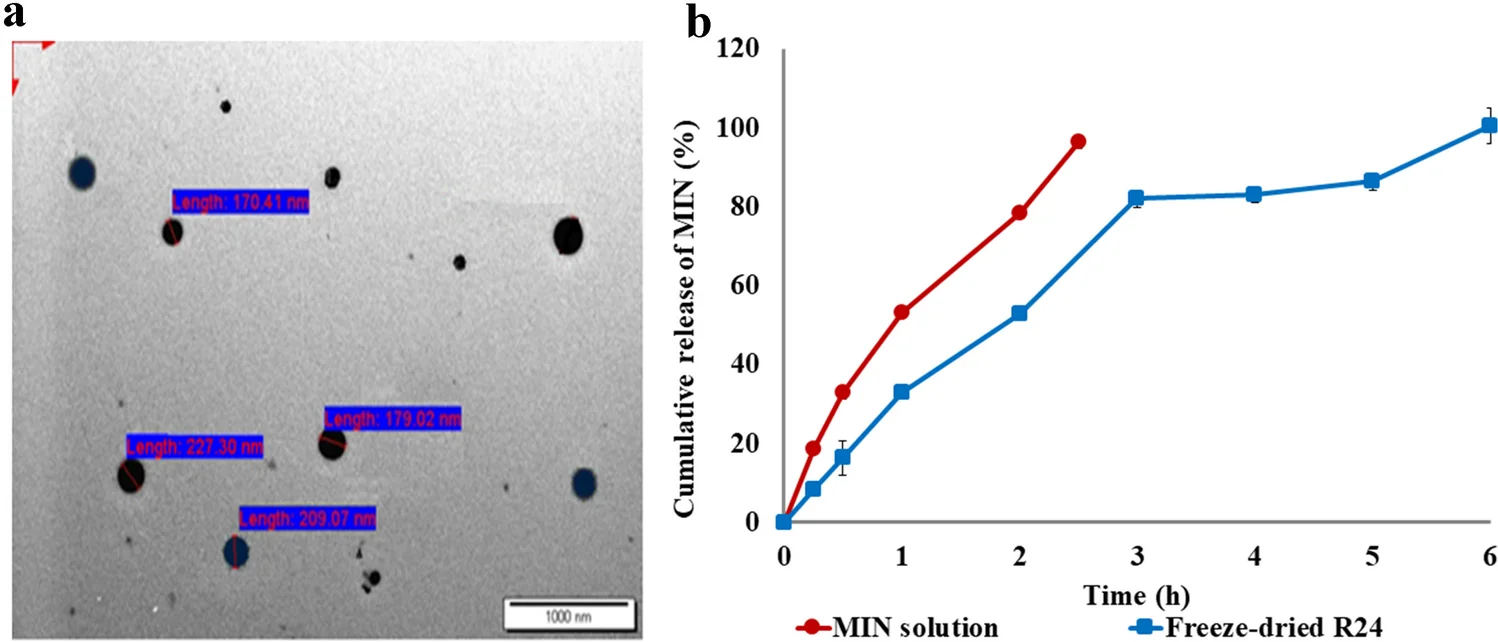 a
Length: 170.41 nm
Length: 179.02 nm
Length: 227.30 nm
Length: 209.07 nm
1000 nm
b
Cumulative release of MIN (%)
120
100
80
60
40
20
0
0 1 2 3 4 5 6
Time (h)
MIN solution Freeze-dried R24